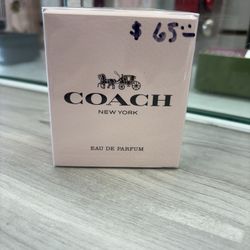 $65-
COACH
NEW YORK
EAU DE PARFUM